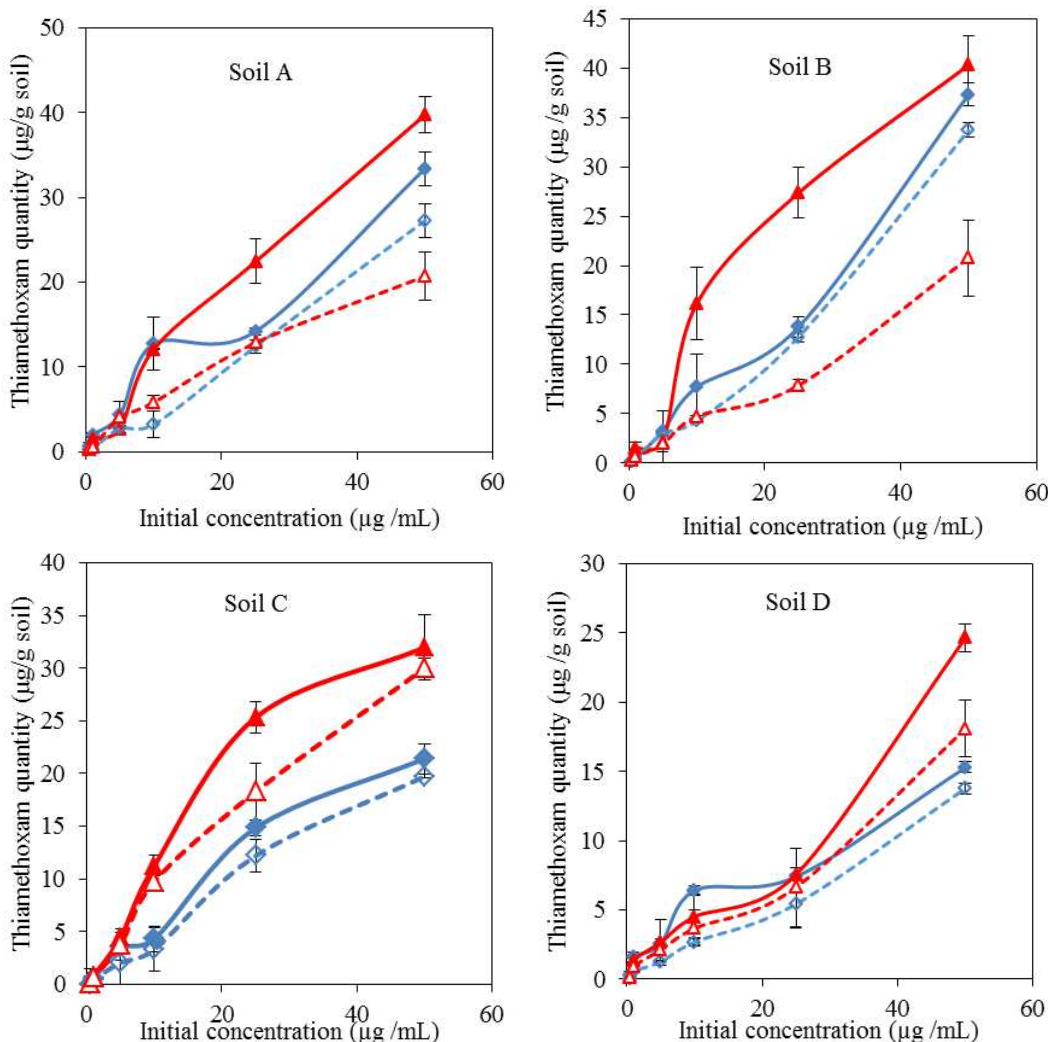 Soil A
Thiamethoxam quantity (µg/g soil)
50
40
30
20
10
0
0 20 40 60
Initial concentration (µg /mL)
Soil B
Thiamethoxam quantity (µg /g soil)
45
40
35
30
25
20
15
10
5
0
0 20 40 60
Initial concentration (µg /mL)
Soil C
Thiamethoxam quantity (µg/g soil)
40
35
30
25
20
15
10
5
0
0 20 40 60
Initial concentration (µg /mL)
Soil D
Thiamethoxam quantity (µg /g soil)
30
25
20
15
10
5
0
0 20 40 60
Initial concentration (µg /mL)